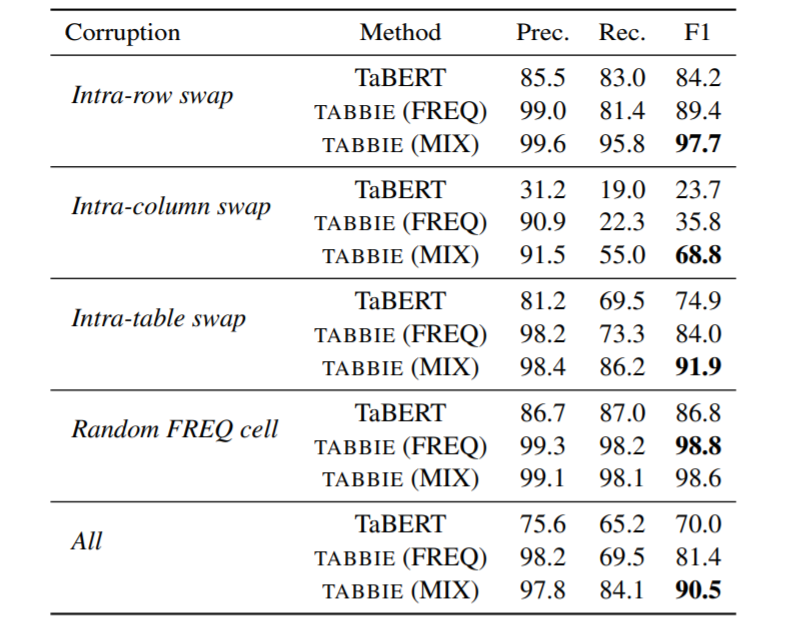 Corruption Method Prec. Rec. F1
Intra-row swap TaBERT 85.5 83.0 84.2
TABBIE (FREQ) 99.0 81.4 89.4
TABBIE (MIX) 99.6 95.8 97.7
Intra-column swap TaBERT 31.2 19.0 23.7
TABBIE (FREQ) 90.9 22.3 35.8
TABBIE (MIX) 91.5 55.0 68.8
Intra-table swap TaBERT 81.2 69.5 74.9
TABBIE (FREQ) 98.2 73.3 84.0
TABBIE (MIX) 98.4 86.2 91.9
Random FREQ cell TaBERT 86.7 87.0 86.8
TABBIE (FREQ) 99.3 98.2 98.8
TABBIE (MIX) 99.1 98.1 98.6
All TaBERT 75.6 65.2 70.0
TABBIE (FREQ) 98.2 69.5 81.4
TABBIE (MIX) 97.8 84.1 90.5